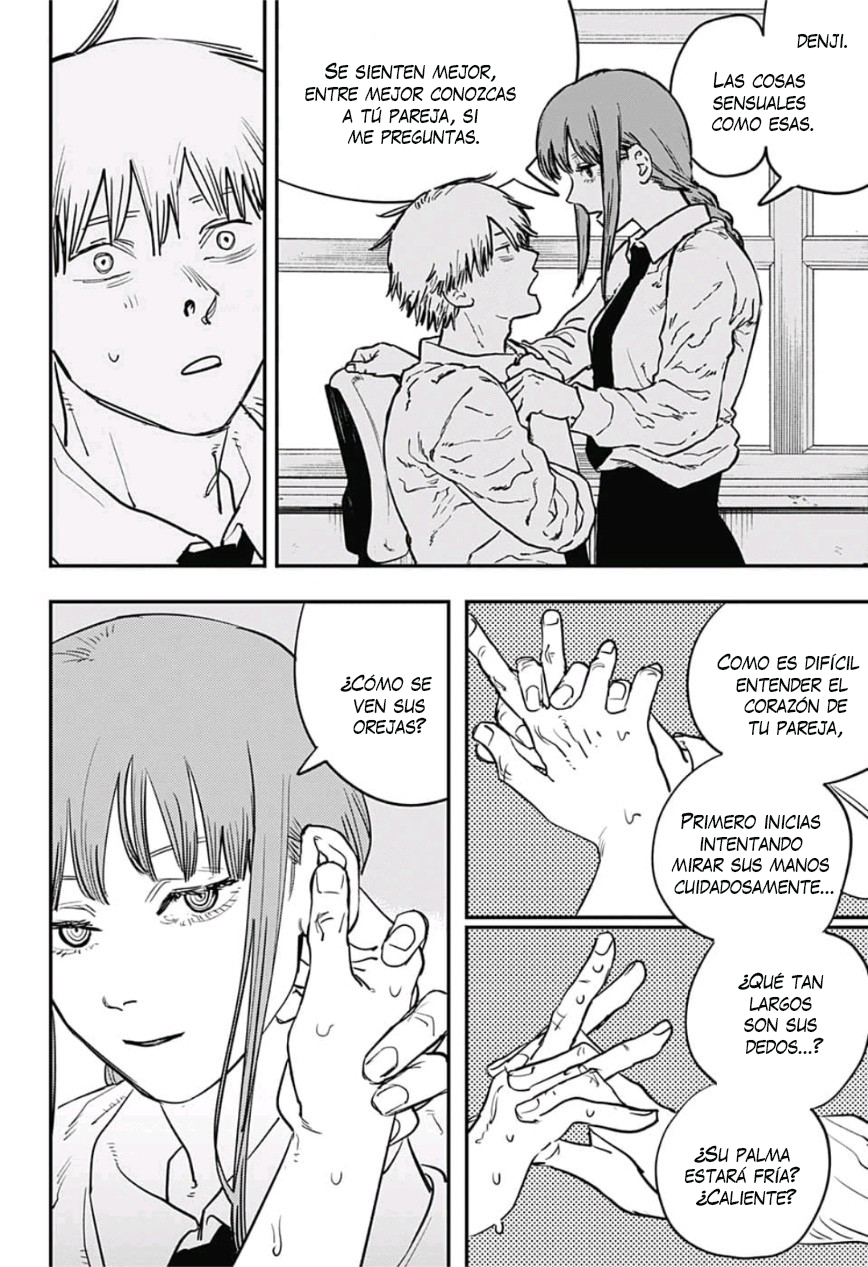 DENJI.
LAS COSAS
SENSUALES
COMO ESAS.
SE SIENTEN MEJOR,
ENTRE MEJOR CONOZCAS
A TÚ PAREJA, SI
ME PREGUNTAS.
COMO ES DIFÍCIL
ENTENDER EL
CORAZÓN DE
TU PAREJA,
PRIMERO INICIAS
INTENTANDO
MIRAR SUS MANOS
CUIDADOSAMENTE...
¿QUÉ TAN
LARGOS
SON SUS
DEDOS...?
¿SU PALMA
ESTARÁ FRÍA?
¿CALIENTE?
¿CÓMO SE
VEN SUS
OREJAS?